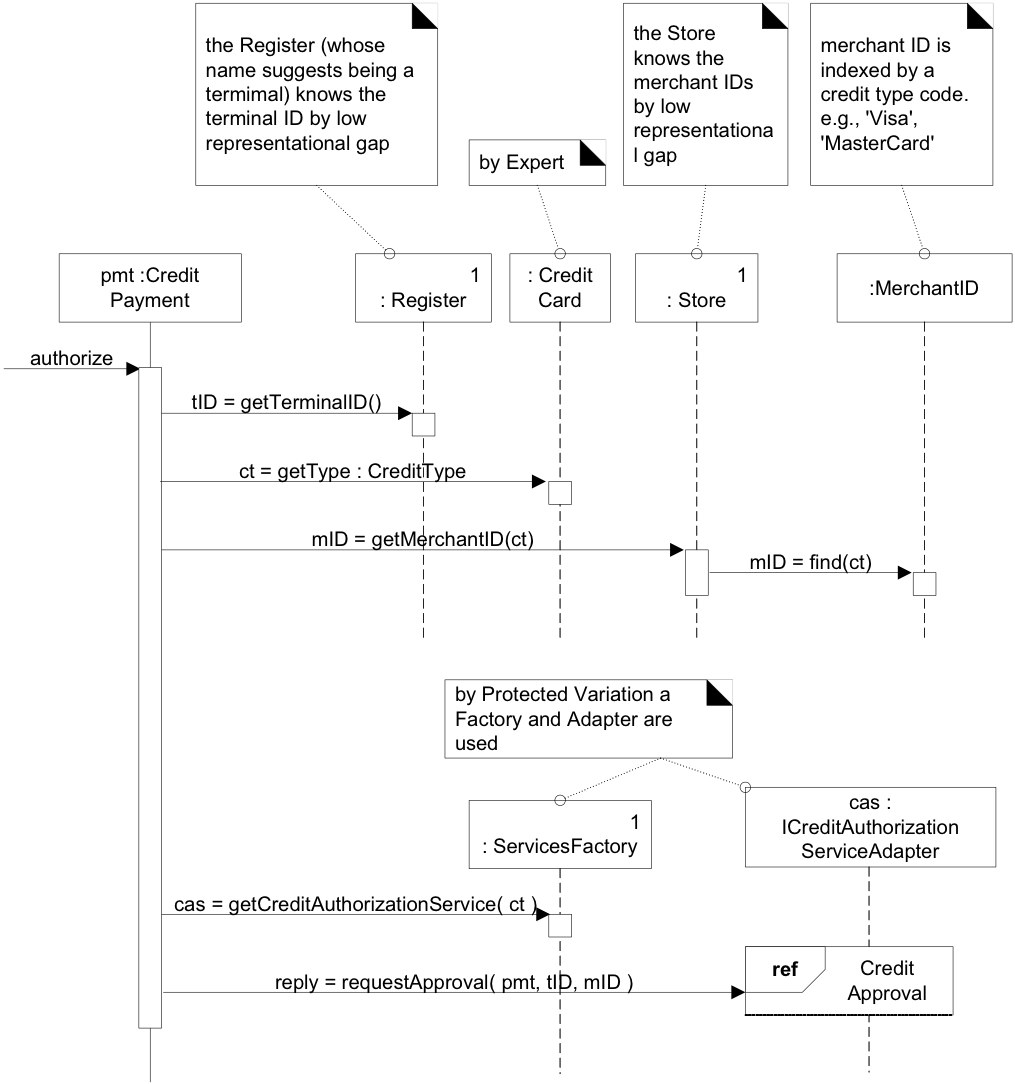 the Register (whose
name suggests being a
termimal) knows the
terminal ID by low
representational gap
by Expert
the Store
knows the
merchant IDs
by low
representationa
l gap
merchant ID is
indexed by a
credit type code.
e.g., 'Visa',
'MasterCard'
pmt :Credit
Payment
1
: Register
: Credit
Card
1
: Store
:MerchantID
authorize
tID = getTerminalID()
ct = getType : CreditType
mID = getMerchantID(ct)
mID = find(ct)
by Protected Variation a
Factory and Adapter are
used
1
: ServicesFactory
cas :
ICreditAuthorization
ServiceAdapter
cas = getCreditAuthorizationService( ct )
reply = requestApproval( pmt, tID, mID )
ref
Credit
Approval